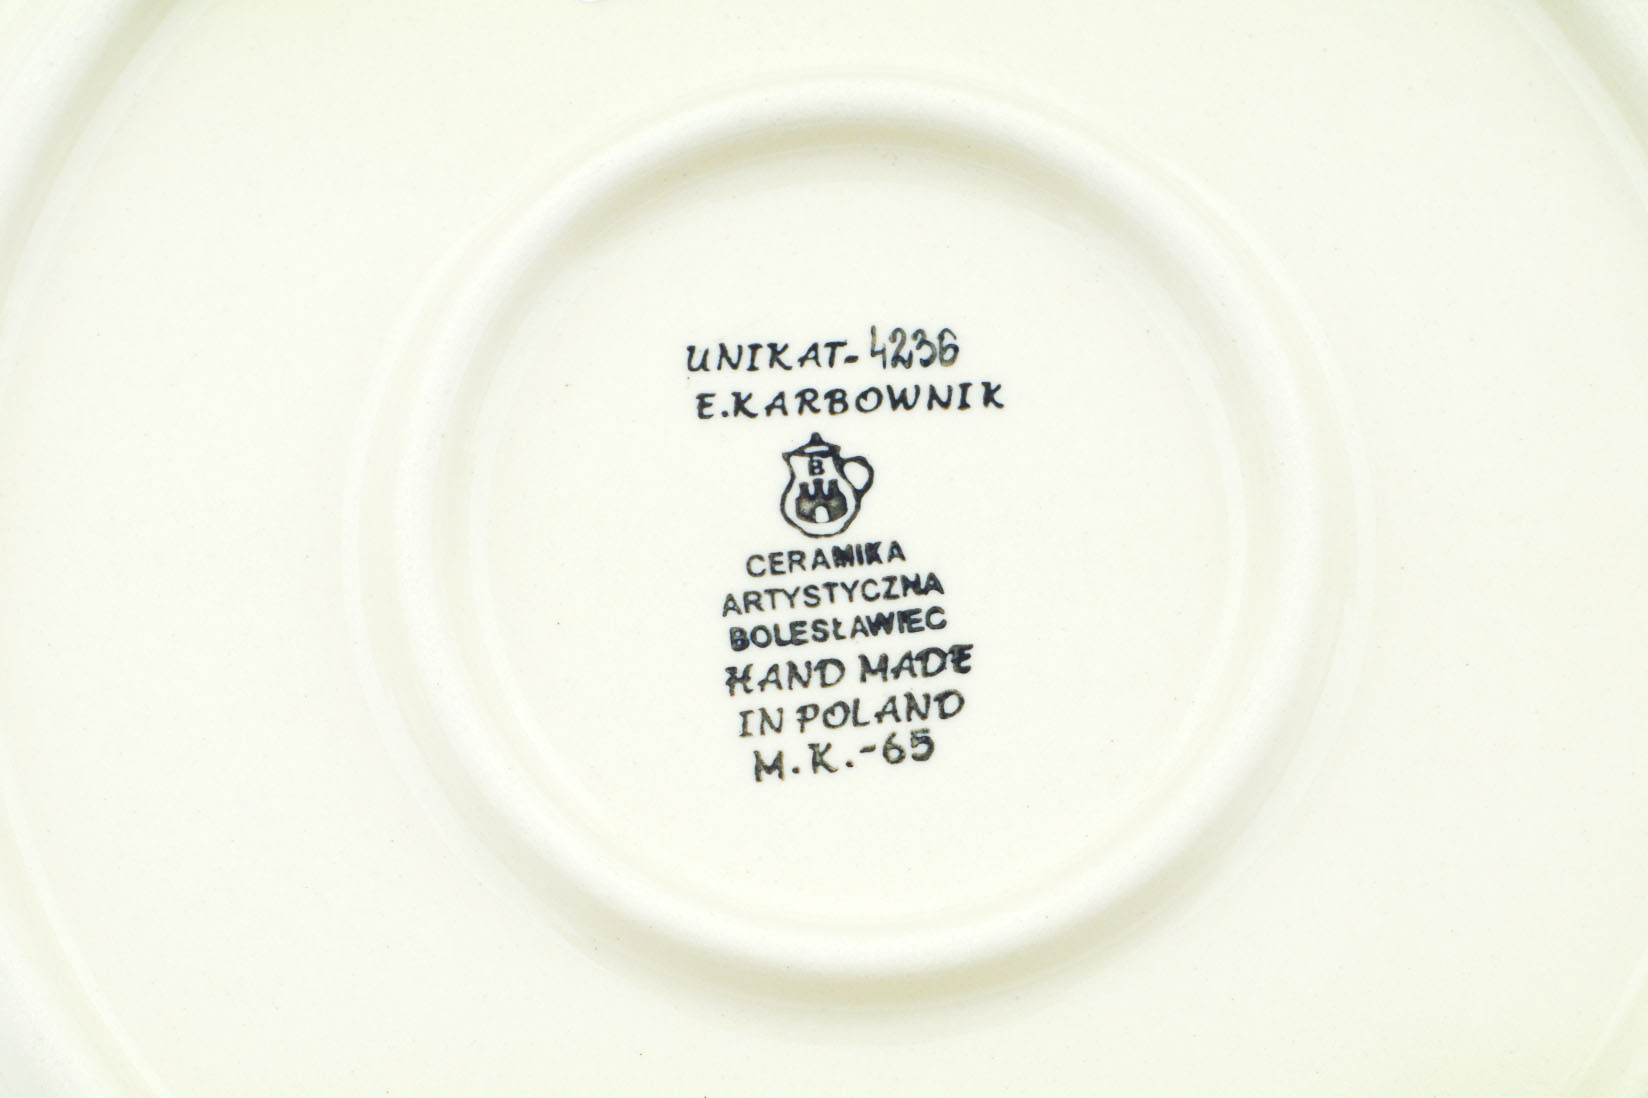 UNIKAT-4236
E.KARBOWNIK
B
CERAMIKA
ARTYSTYCZNA
BOLESŁAWIEC
HAND MADE
IN POLAND
M.K.-65